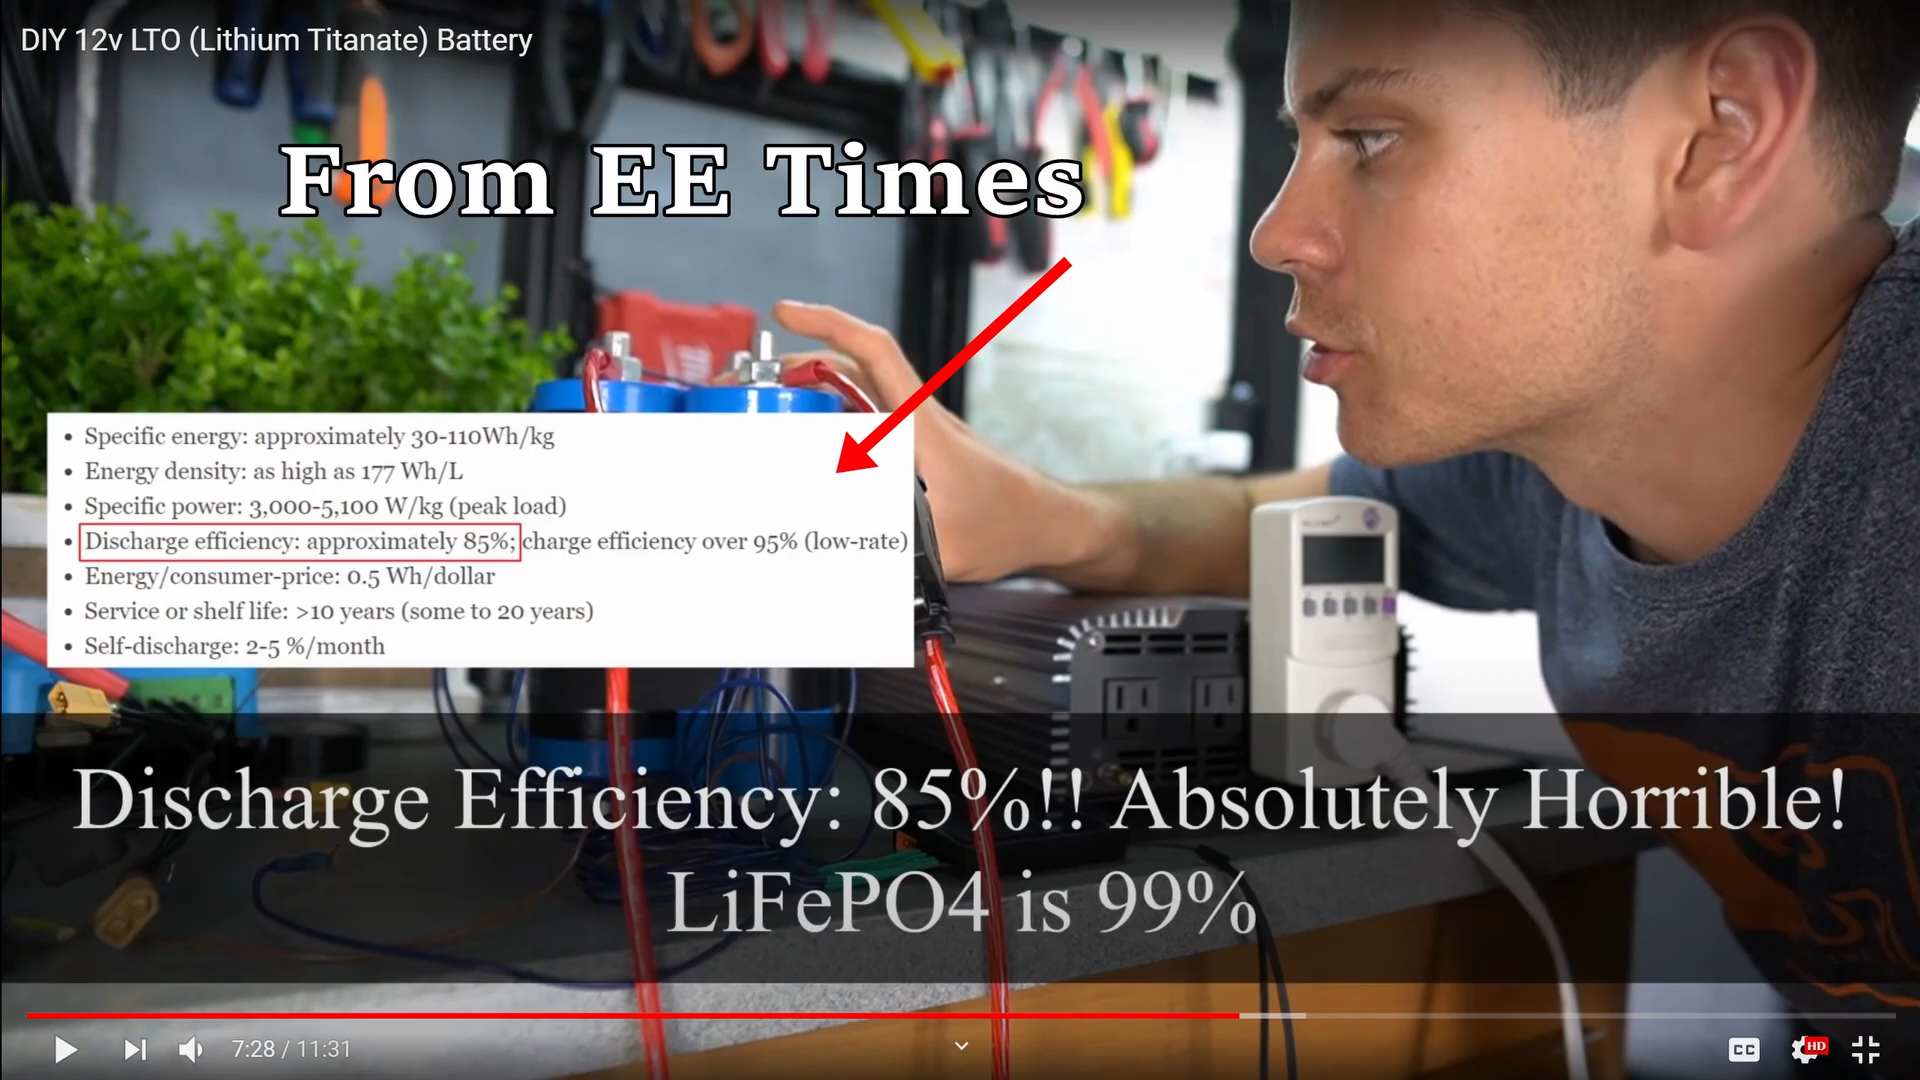 DIY 12v LTO (Lithium Titanate) Battery
From EE Times
• Specific energy: approximately 30-110Wh/kg
• Energy density: as high as 177 Wh/L
• Specific power: 3,000-5,100 W/kg (peak load)
• Discharge efficiency: approximately 85%; charge efficiency over 95% (low-rate)
• Energy/consumer-price: 0.5 Wh/dollar
• Service or shelf life: >10 years (some to 20 years)
• Self-discharge: 2-5 %/month
Discharge Efficiency: 85%!! Absolutely Horrible!
LiFePO4 is 99%
7:28 / 11:31
CC
HD